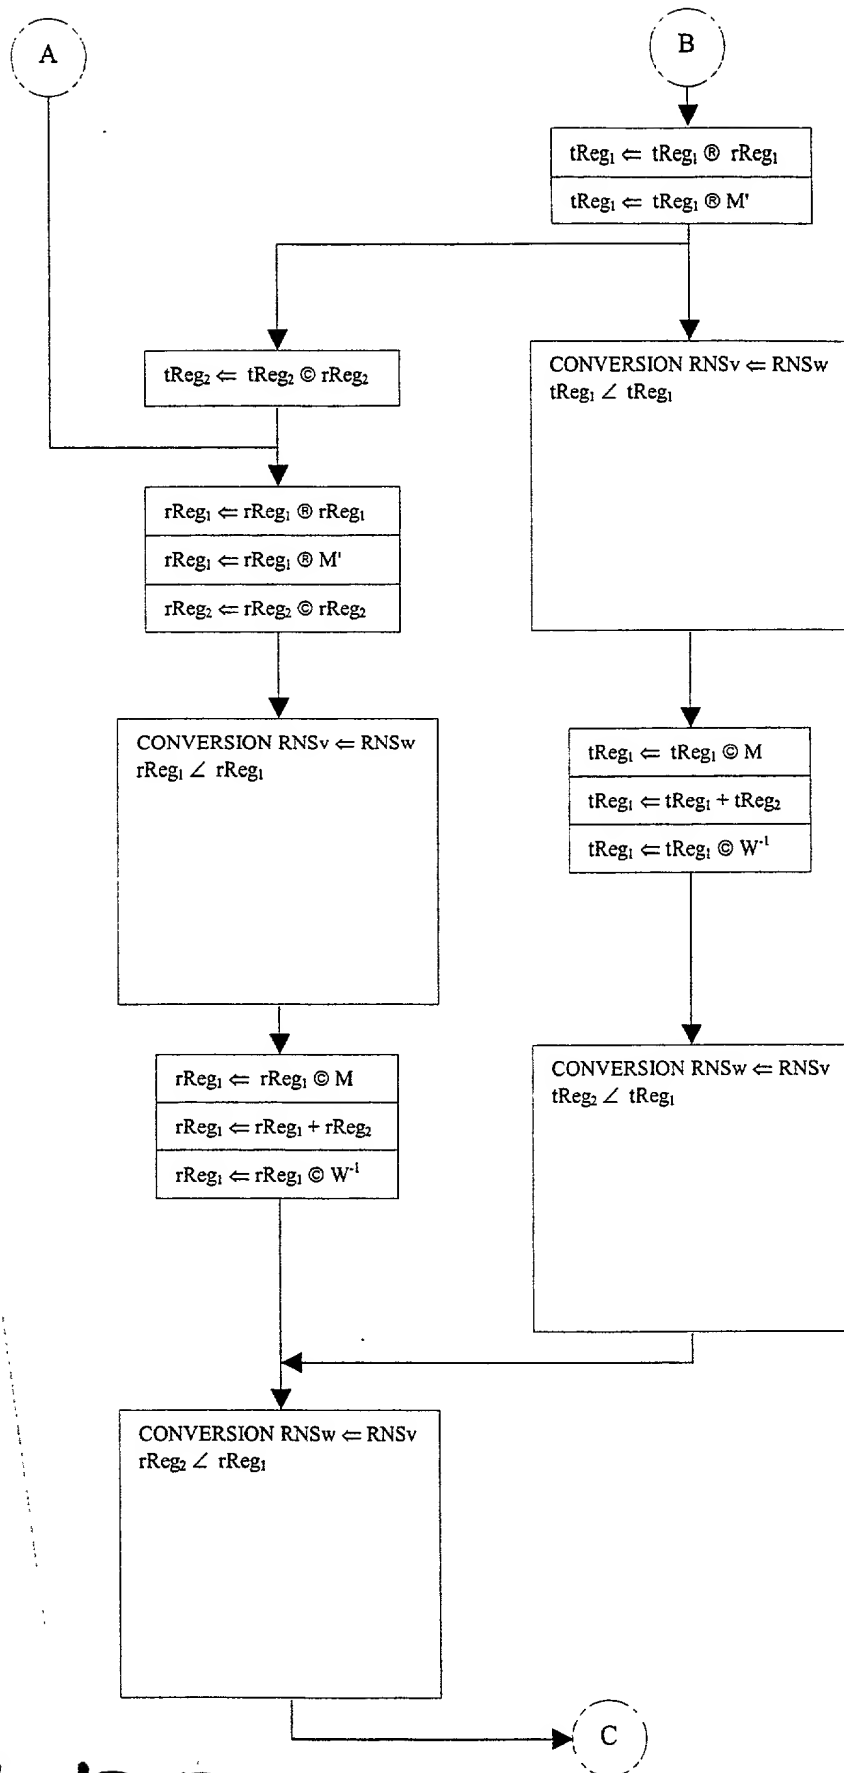 A
B
tReg₁ ⇐ tReg₁ ® rReg₁
tReg₁ ⇐ tReg₁ ® M'
tReg₂ ⇐ tReg₂ © rReg₂
CONVERSION RNSv ⇐ RNSw
tReg₁ ∠ tReg₁
rReg₁ ⇐ rReg₁ ® rReg₁
rReg₁ ⇐ rReg₁ ® M'
rReg₂ ⇐ rReg₂ © rReg₂
CONVERSION RNSv ⇐ RNSw
rReg₁ ∠ rReg₁
tReg₁ ⇐ tReg₁ © M
tReg₁ ⇐ tReg₁ + tReg₂
tReg₁ ⇐ tReg₁ © W⁻¹
rReg₁ ⇐ rReg₁ © M
rReg₁ ⇐ rReg₁ + rReg₂
rReg₁ ⇐ rReg₁ © W⁻¹
CONVERSION RNSw ⇐ RNSv
tReg₂ ∠ tReg₁
CONVERSION RNSw ⇐ RNSv
rReg₂ ∠ rReg₁
C